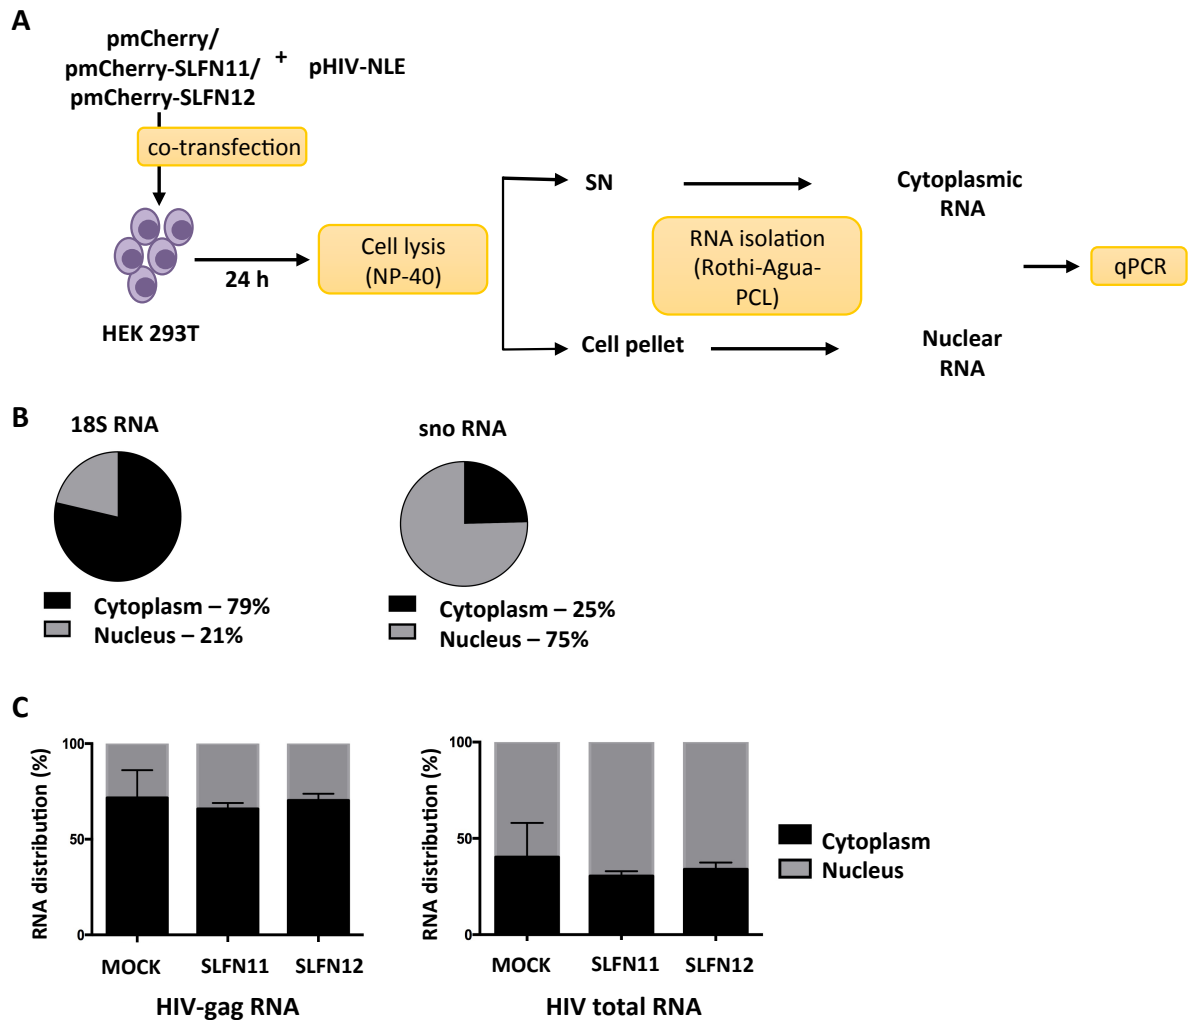 A
pmCherry/
pmCherry-SLFN11/
pmCherry-SLFN12
+
pHIV-NLE
co-transfection
HEK 293T
24 h
Cell lysis
(NP-40)
SN
Cell pellet
RNA isolation
(Rothi-Agua-
PCL)
Cytoplasmic
RNA
Nuclear
RNA
qPCR
B
18S RNA
Cytoplasm – 79%
Nucleus – 21%
sno RNA
Cytoplasm – 25%
Nucleus – 75%
C
RNA distribution (%)
100
50
0
MOCK SLFN11 SLFN12
HIV-gag RNA
RNA distribution (%)
100
50
0
MOCK SLFN11 SLFN12
HIV total RNA
Cytoplasm
Nucleus